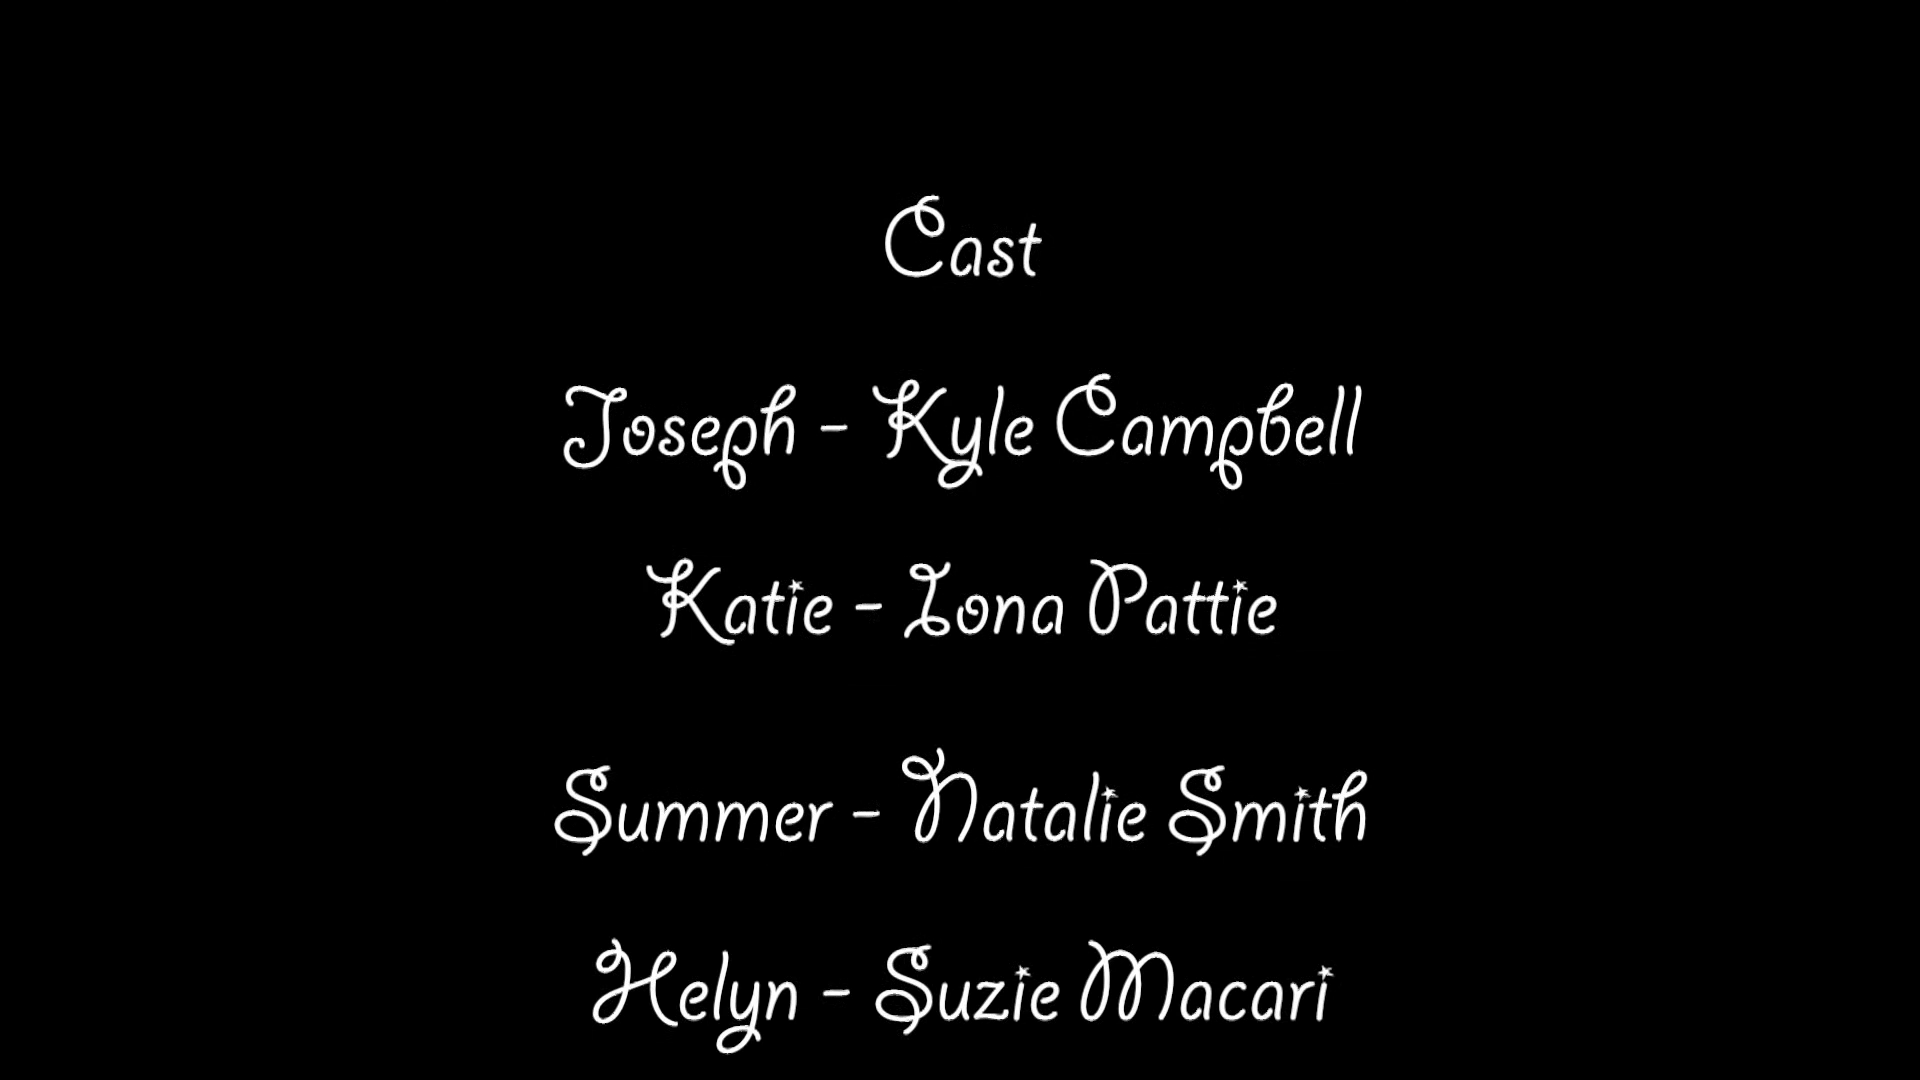 Cast
Joseph - Kyle Campbell
Katie - Iona Pattie
Summer - Natalie Smith
Helyn - Suzie Macari